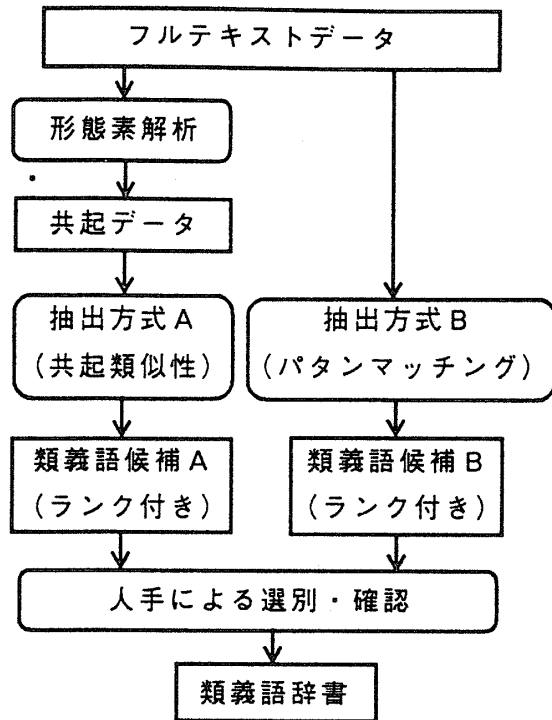 フルテキストデータ
形態素解析
共起データ
抽出方式A
(共起類似性)
抽出方式B
(パタンマッチング)
類義語候補A
(ランク付き)
類義語候補B
(ランク付き)
人手による選別・確認
類義語辞書